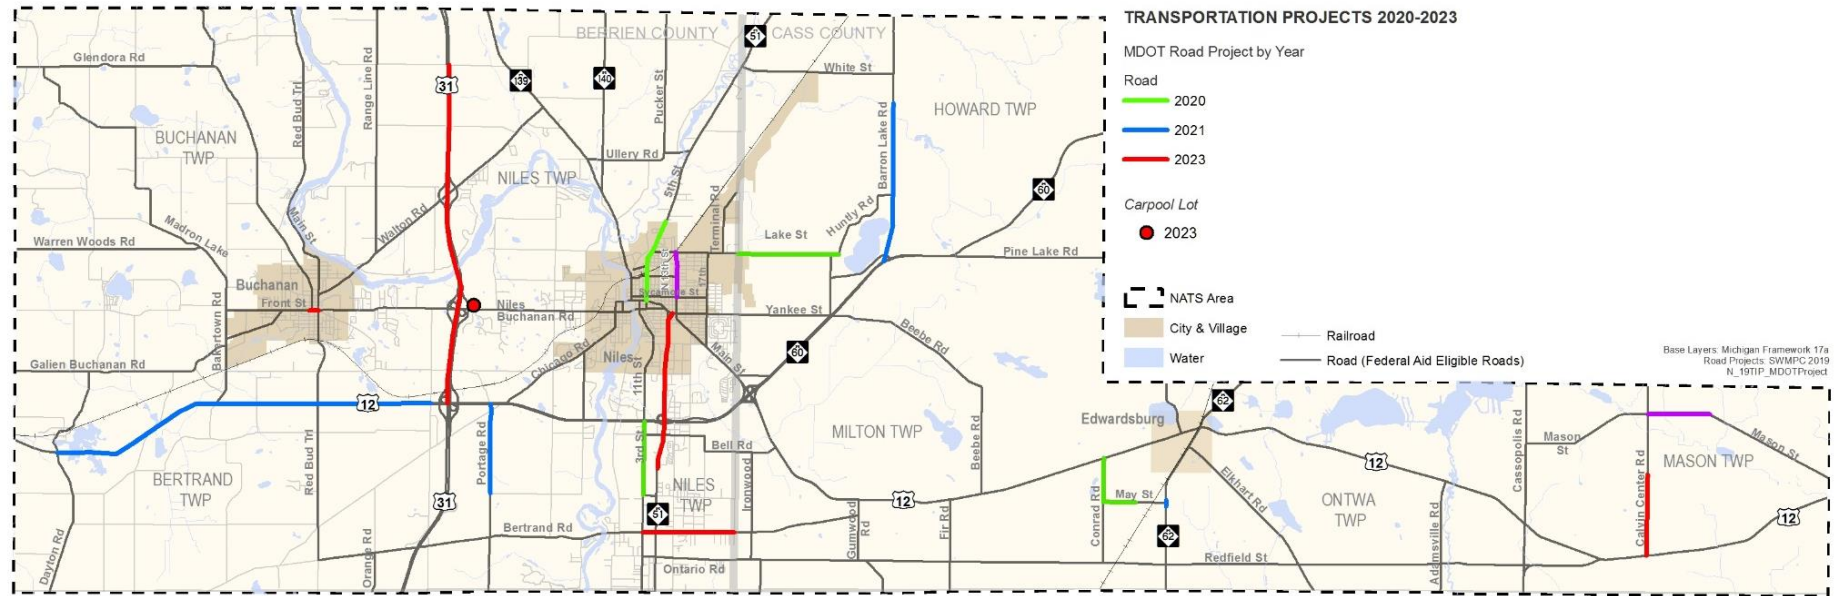 TRANSPORTATION PROJECTS 2020-2023
MDOT Road Project by Year
Road
2020
2021
2023
Carpool Lot
2023
NATS Area
City & Village
Water
Railroad
Road (Federal Aid Eligible Roads)
Base Layers: Michigan Framework 17a
Road Projects: SWMPC 2019
N_19TIP_MDOTProject
BERRIEN COUNTY
CASS COUNTY
51
Glendora Rd
31
139
140
White St
Red Bud Trl
Range Line Rd
Pucker St
HOWARD TWP
BUCHANAN
TWP
Ullery Rd
Barron Lake Rd
NILES TWP
5th St
60
Main St
Walton Rd
Terminal Rd
Huntly Rd
Madron Lake
Warren Woods Rd
Lake St
Pine Lake Rd
N 13th St
17th
Buchanan
Front St
Sycamore St
Niles
Buchanan Rd
Yankee St
Bakertown Rd
Beebe Rd
Galien Buchanan Rd
Chicago Rd
Niles
Main St
60
11th St
12
Edwardsburg
62
Portage Rd
3rd St
Bell Rd
MILTON TWP
Beebe Rd
Cassopolis Rd
Mason
St
Mason St
MASON TWP
12
BERTRAND
TWP
Red Bud Trl
31
NILES
TWP
Ironwood
12
Conrad Rd
May St
Elkhart Rd
ONTWA
TWP
Calvin Center Rd
12
51
Bertrand Rd
Gumwood
Rd
Fir Rd
62
Dayton Rd
Orange Rd
Ontario Rd
Redfield St
Adamsville Rd